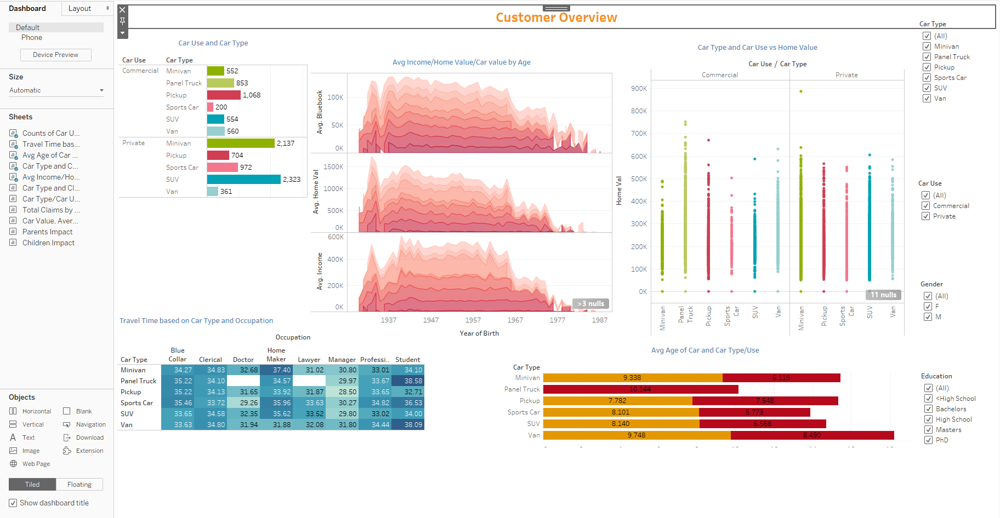 Dashboard
Layout
Default
Phone
Device Preview
Size
Automatic
Sheets
Counts of Car U...
Travel Time bas...
Avg Age of Car ...
Car Type and C...
Avg Income/Ho...
Car Type and Cl...
Car Type/Car U...
Total Claims by ...
Car Value, Aver...
Parents Impact
Children Impact
Objects
Horizontal Blank
Vertical Navigation
Text Download
Image Extension
Web Page
Tiled Floating
Show dashboard title
Customer Overview
Car Use and Car Type
Car Use Car Type
Commercial Minivan 552
Panel Truck 853
Pickup 1,068
Sports Car 200
SUV 554
Van 560
Private Minivan 2,137
Pickup 704
Sports Car 972
SUV 2,323
Van 361
Avg Income/Home Value/Car value by Age
Avg. Bluebook
100K
50K
0K
Avg. Home Val
1500K
1000K
500K
0K
Avg. Income
600K
400K
200K
0K
>3 nulls
1937 1947 1957 1967 1977 1987
Year of Birth
Car Type and Car Use vs Home Value
Car Use / Car Type
Commercial Private
Home Val
900K
800K
700K
600K
500K
400K
300K
200K
100K
0K
11 nulls
Minivan
Panel
Truck
Pickup
Sports
Car
SUV
Van
Minivan
Pickup
Sports
Car
SUV
Van
Travel Time based on Car Type and Occupation
Occupation
Car Type Blue Collar Clerical Doctor Home Maker Lawyer Manager Professi.. Student
Minivan 34.27 34.83 32.68 37.40 31.02 30.80 33.01 34.10
Panel Truck 35.22 34.10 34.57 29.97 33.67 38.58
Pickup 35.22 34.13 31.65 33.92 31.87 28.50 33.65 32.71
Sports Car 35.46 33.72 29.26 35.96 33.63 30.27 34.82 36.53
SUV 33.65 34.58 32.35 35.62 33.52 29.80 33.02 34.00
Van 33.63 34.80 31.94 31.88 32.08 31.80 34.44 38.09
Avg Age of Car and Car Type/Use
Car Type
Minivan 9.338 6.119
Panel Truck 10.144
Pickup 7.782 7.548
Sports Car 8.101 5.773
SUV 8.140 6.568
Van 9.748 8.490
Car Type
(All)
Minivan
Panel Truck
Pickup
Sports Car
SUV
Van
Car Use
(All)
Commercial
Private
Gender
(All)
F
M
Education
(All)
<High School
Bachelors
High School
Masters
PhD